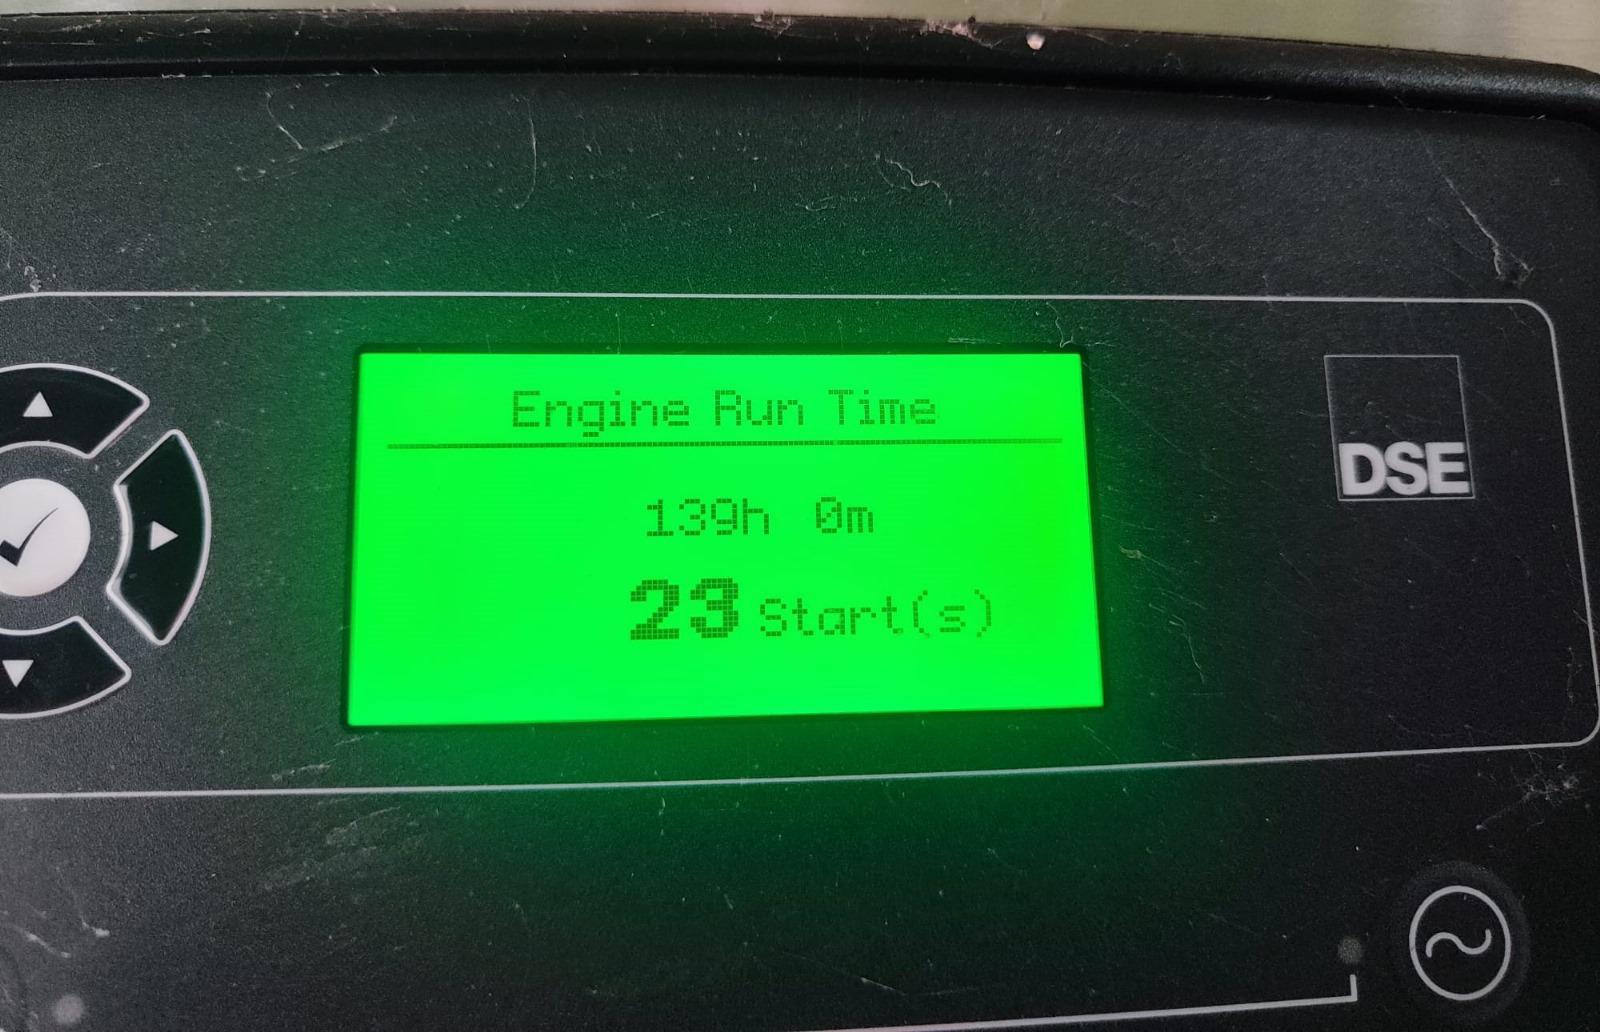 Engine Run Time
139h 0m
23 Start(s)
DSE